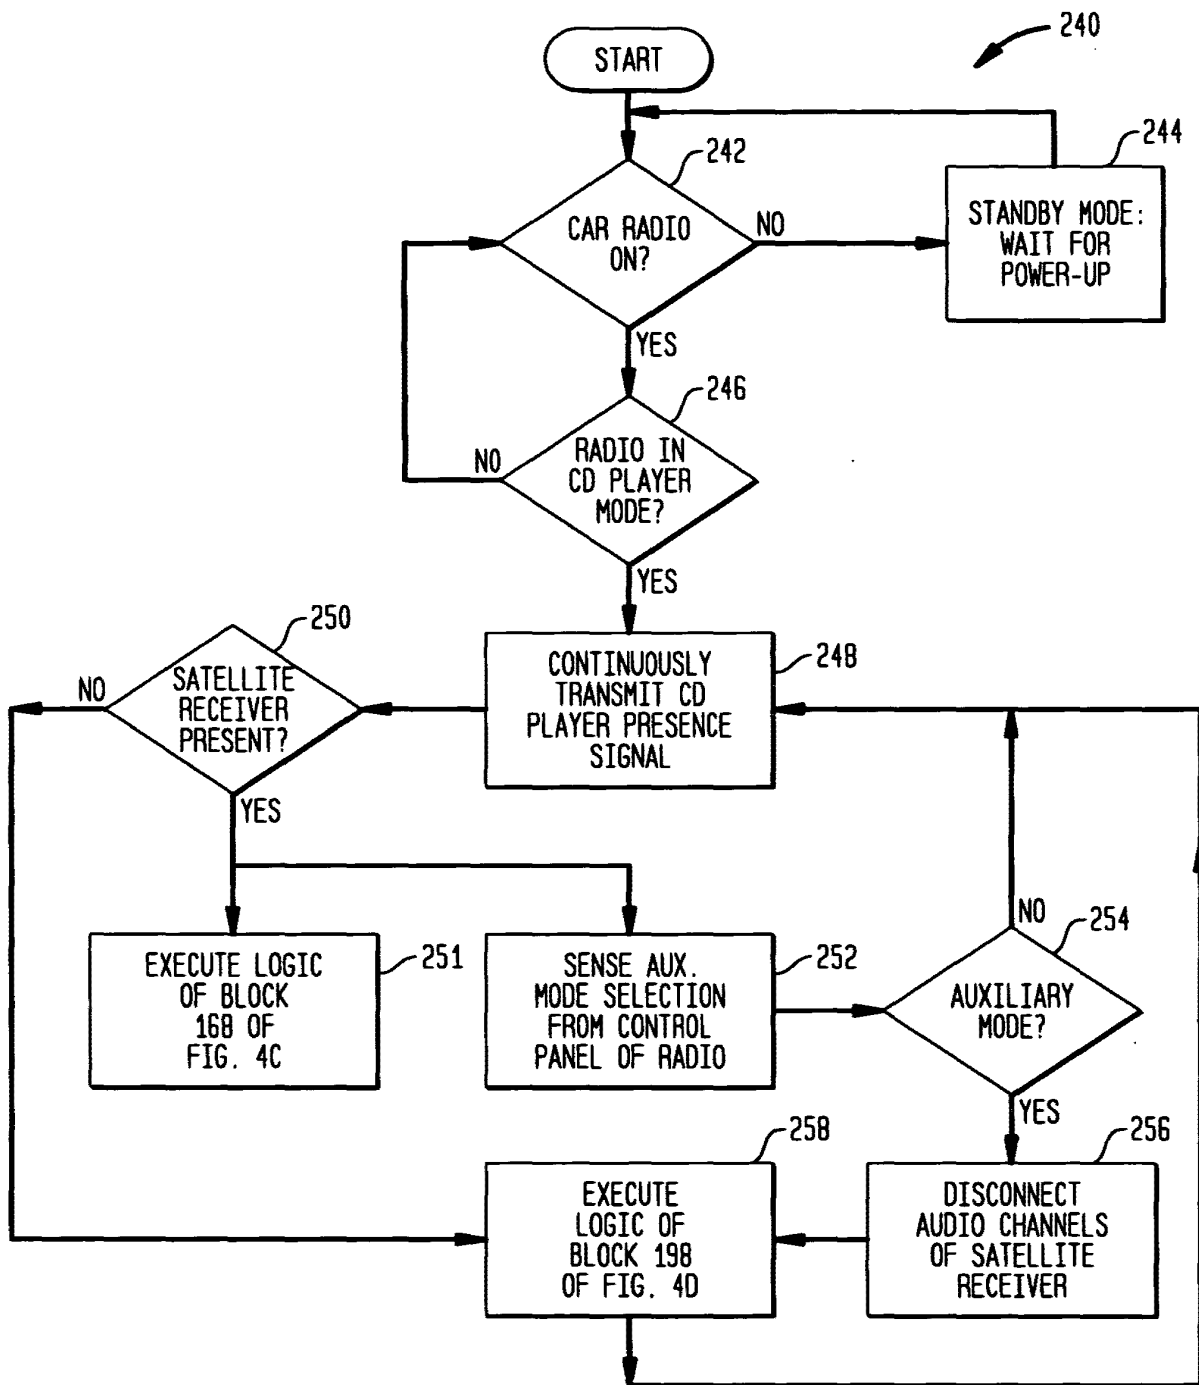 240
START
242
244
CAR RADIO
ON?
NO
STANDBY MODE:
WAIT FOR
POWER-UP
YES
246
RADIO IN
CD PLAYER
MODE?
NO
YES
250
SATELLITE
RECEIVER
PRESENT?
NO
CONTINUOUSLY
TRANSMIT CD
PLAYER PRESENCE
SIGNAL
248
YES
EXECUTE LOGIC
OF BLOCK
168 OF
FIG. 4C
251
SENSE AUX.
MODE SELECTION
FROM CONTROL
PANEL OF RADIO
252
NO
254
AUXILIARY
MODE?
YES
258
256
EXECUTE
LOGIC OF
BLOCK 198
OF FIG. 4D
DISCONNECT
AUDIO CHANNELS
OF SATELLITE
RECEIVER